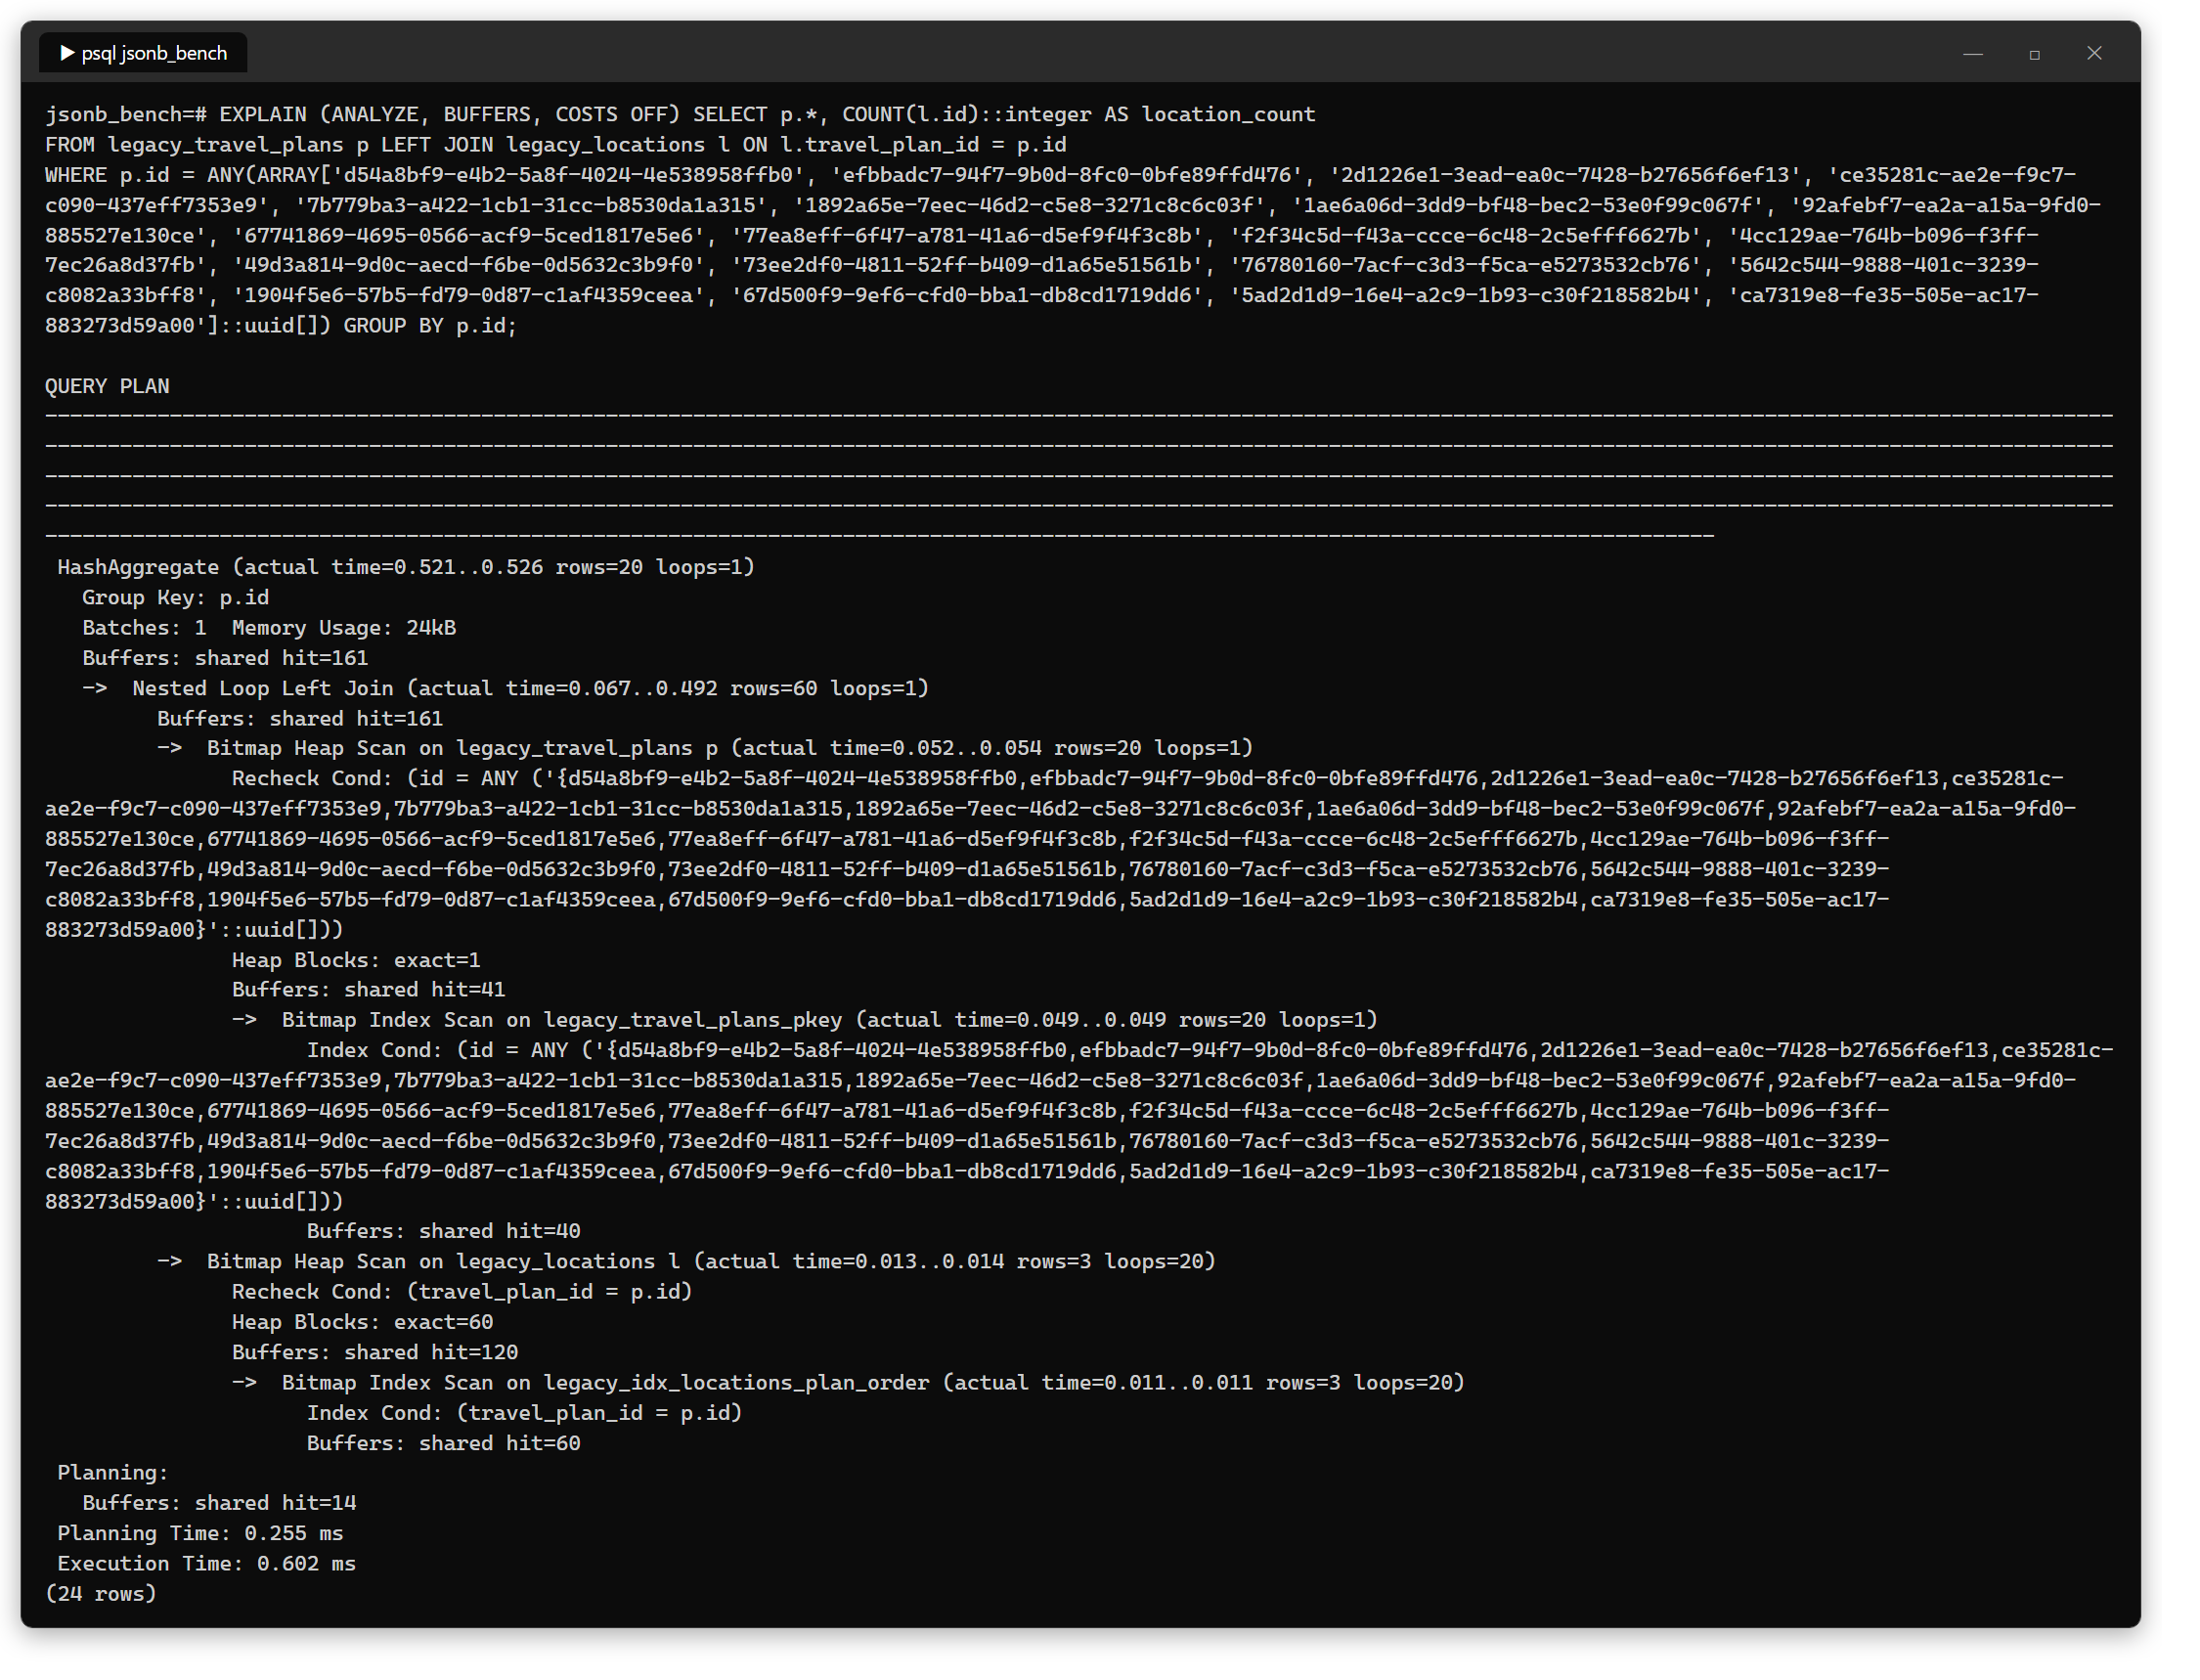 ▶ psql jsonb_bench
jsonb_bench=# EXPLAIN (ANALYZE, BUFFERS, COSTS OFF) SELECT p.*, COUNT(l.id)::integer AS location_count
FROM legacy_travel_plans p LEFT JOIN legacy_locations l ON l.travel_plan_id = p.id
WHERE p.id = ANY(ARRAY['d54a8bf9-e4b2-5a8f-4024-4e538958ffb0', 'efbbadc7-94f7-9b0d-8fc0-0bfe89ffd476', '2d1226e1-3ead-ea0c-7428-b27656f6ef13', 'ce35281c-ae2e-f9c7-
c090-437eff7353e9', '7b779ba3-a422-1cb1-31cc-b8530da1a315', '1892a65e-7eec-46d2-c5e8-3271c8c6c03f', '1ae6a06d-3dd9-bf48-bec2-53e0f99c067f', '92afebf7-ea2a-a15a-9fd0-
885527e130ce', '67741869-4695-0566-acf9-5ced1817e5e6', '77ea8eff-6f47-a781-41a6-d5ef9f4f3c8b', 'f2f34c5d-f43a-ccce-6c48-2c5efff6627b', '4cc129ae-764b-b096-f3ff-
7ec26a8d37fb', '49d3a814-9d0c-aecd-f6be-0d5632c3b9f0', '73ee2df0-4811-52ff-b409-d1a65e51561b', '76780160-7acf-c3d3-f5ca-e5273532cb76', '5642c544-9888-401c-3239-
c8082a33bff8', '1904f5e6-57b5-fd79-0d87-c1af4359ceea', '67d500f9-9ef6-cfd0-bba1-db8cd1719dd6', '5ad2d1d9-16e4-a2c9-1b93-c30f218582b4', 'ca7319e8-fe35-505e-ac17-
883273d59a00']::uuid[]) GROUP BY p.id;
QUERY PLAN
----------------------------------------------------------------------------------------------------------------------------------------------------------------------
----------------------------------------------------------------------------------------------------------------------------------------------------------------------
----------------------------------------------------------------------------------------------------------------------------------------------------------------------
----------------------------------------------------------------------------------------------------------------------------------------------------------------------
--------------------------------------------------------------------------------------------------------------------------------------
HashAggregate (actual time=0.521..0.526 rows=20 loops=1)
Group Key: p.id
Batches: 1  Memory Usage: 24kB
Buffers: shared hit=161
->  Nested Loop Left Join (actual time=0.067..0.492 rows=60 loops=1)
Buffers: shared hit=161
->  Bitmap Heap Scan on legacy_travel_plans p (actual time=0.052..0.054 rows=20 loops=1)
Recheck Cond: (id = ANY ('{d54a8bf9-e4b2-5a8f-4024-4e538958ffb0,efbbadc7-94f7-9b0d-8fc0-0bfe89ffd476,2d1226e1-3ead-ea0c-7428-b27656f6ef13,ce35281c-
ae2e-f9c7-c090-437eff7353e9,7b779ba3-a422-1cb1-31cc-b8530da1a315,1892a65e-7eec-46d2-c5e8-3271c8c6c03f,1ae6a06d-3dd9-bf48-bec2-53e0f99c067f,92afebf7-ea2a-a15a-9fd0-
885527e130ce,67741869-4695-0566-acf9-5ced1817e5e6,77ea8eff-6f47-a781-41a6-d5ef9f4f3c8b,f2f34c5d-f43a-ccce-6c48-2c5efff6627b,4cc129ae-764b-b096-f3ff-
7ec26a8d37fb,49d3a814-9d0c-aecd-f6be-0d5632c3b9f0,73ee2df0-4811-52ff-b409-d1a65e51561b,76780160-7acf-c3d3-f5ca-e5273532cb76,5642c544-9888-401c-3239-
c8082a33bff8,1904f5e6-57b5-fd79-0d87-c1af4359ceea,67d500f9-9ef6-cfd0-bba1-db8cd1719dd6,5ad2d1d9-16e4-a2c9-1b93-c30f218582b4,ca7319e8-fe35-505e-ac17-
883273d59a00}'::uuid[]))
Heap Blocks: exact=1
Buffers: shared hit=41
->  Bitmap Index Scan on legacy_travel_plans_pkey (actual time=0.049..0.049 rows=20 loops=1)
Index Cond: (id = ANY ('{d54a8bf9-e4b2-5a8f-4024-4e538958ffb0,efbbadc7-94f7-9b0d-8fc0-0bfe89ffd476,2d1226e1-3ead-ea0c-7428-b27656f6ef13,ce35281c-
ae2e-f9c7-c090-437eff7353e9,7b779ba3-a422-1cb1-31cc-b8530da1a315,1892a65e-7eec-46d2-c5e8-3271c8c6c03f,1ae6a06d-3dd9-bf48-bec2-53e0f99c067f,92afebf7-ea2a-a15a-9fd0-
885527e130ce,67741869-4695-0566-acf9-5ced1817e5e6,77ea8eff-6f47-a781-41a6-d5ef9f4f3c8b,f2f34c5d-f43a-ccce-6c48-2c5efff6627b,4cc129ae-764b-b096-f3ff-
7ec26a8d37fb,49d3a814-9d0c-aecd-f6be-0d5632c3b9f0,73ee2df0-4811-52ff-b409-d1a65e51561b,76780160-7acf-c3d3-f5ca-e5273532cb76,5642c544-9888-401c-3239-
c8082a33bff8,1904f5e6-57b5-fd79-0d87-c1af4359ceea,67d500f9-9ef6-cfd0-bba1-db8cd1719dd6,5ad2d1d9-16e4-a2c9-1b93-c30f218582b4,ca7319e8-fe35-505e-ac17-
883273d59a00}'::uuid[]))
Buffers: shared hit=40
->  Bitmap Heap Scan on legacy_locations l (actual time=0.013..0.014 rows=3 loops=20)
Recheck Cond: (travel_plan_id = p.id)
Heap Blocks: exact=60
Buffers: shared hit=120
->  Bitmap Index Scan on legacy_idx_locations_plan_order (actual time=0.011..0.011 rows=3 loops=20)
Index Cond: (travel_plan_id = p.id)
Buffers: shared hit=60
Planning:
Buffers: shared hit=14
Planning Time: 0.255 ms
Execution Time: 0.602 ms
(24 rows)